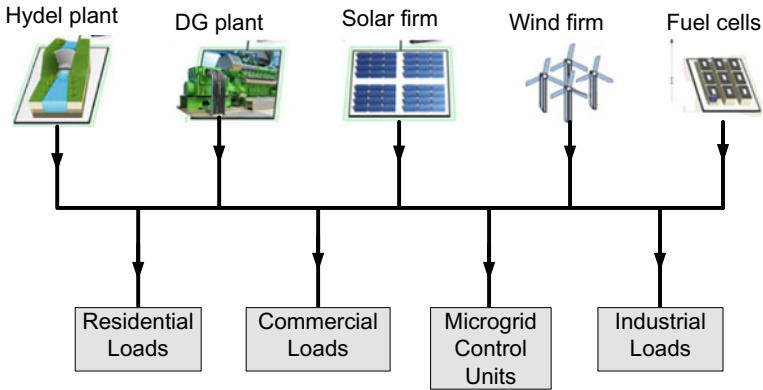 Hydel plant
DG plant
Solar firm
Wind firm
Fuel cells
Residential
Loads
Commercial
Loads
Microgrid
Control
Units
Industrial
Loads